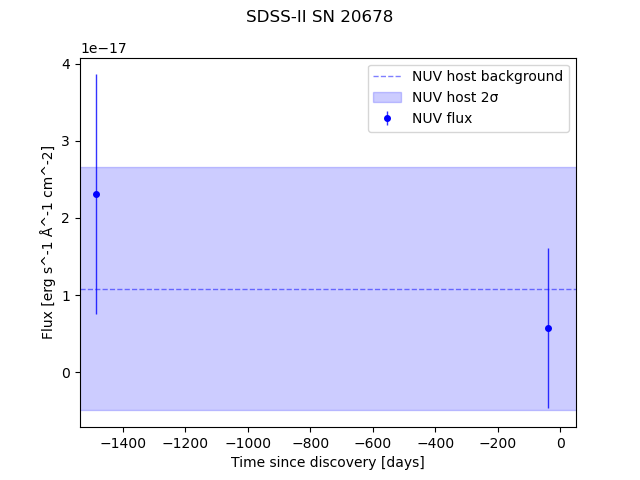 SDSS-II SN 20678
1e−17
NUV host background
NUV host 2σ
NUV flux
4
3
2
1
0
Flux [erg s^-1 Å^-1 cm^-2]
−1400 −1200 −1000 −800 −600 −400 −200 0
Time since discovery [days]